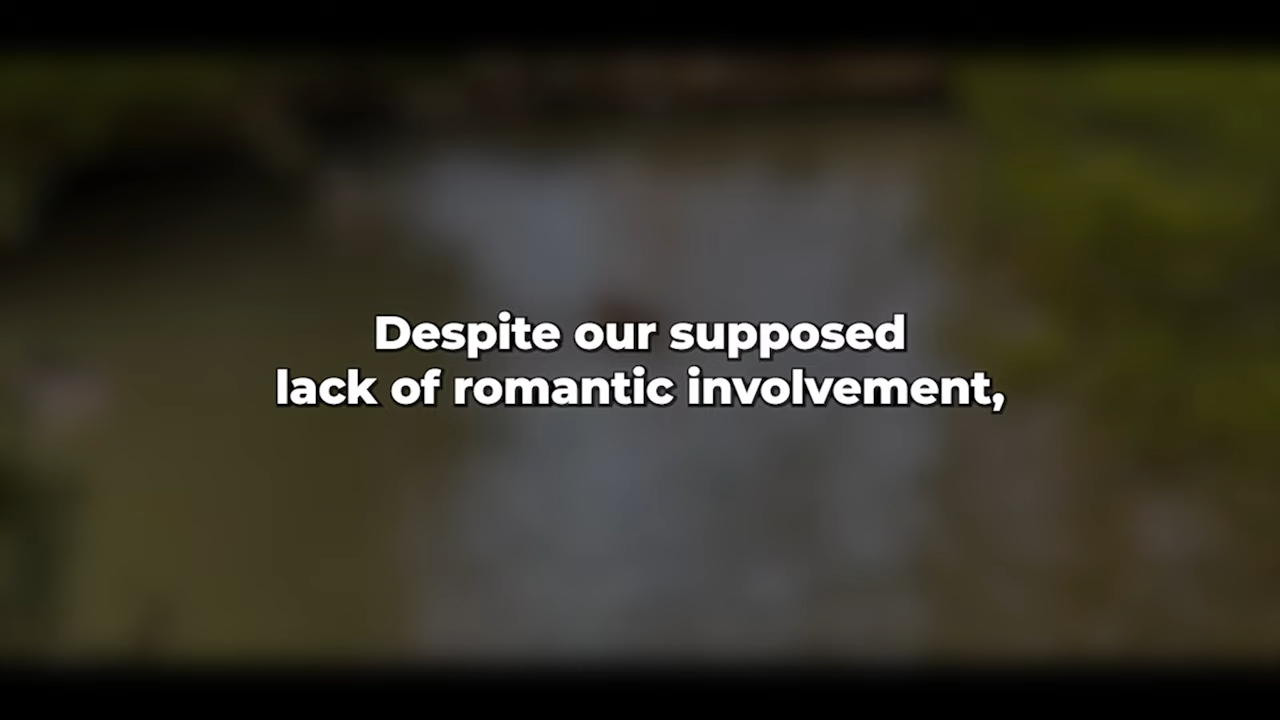 Despite our supposed
lack of romantic involvement,